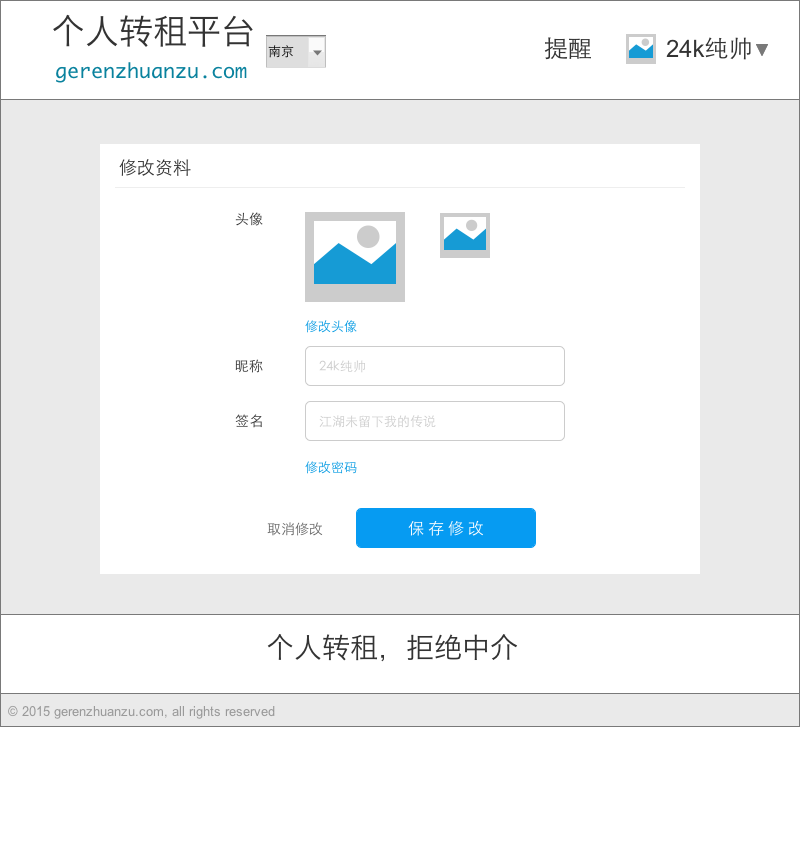 个人转租平台
gerenzhuanzu.com
南京
提醒
24k纯帅▼
修改资料
头像
修改头像
昵称
24k纯帅
签名
江湖未留下我的传说
修改密码
取消修改
保存修改
个人转租，拒绝中介
© 2015 gerenzhuanzu.com, all rights reserved